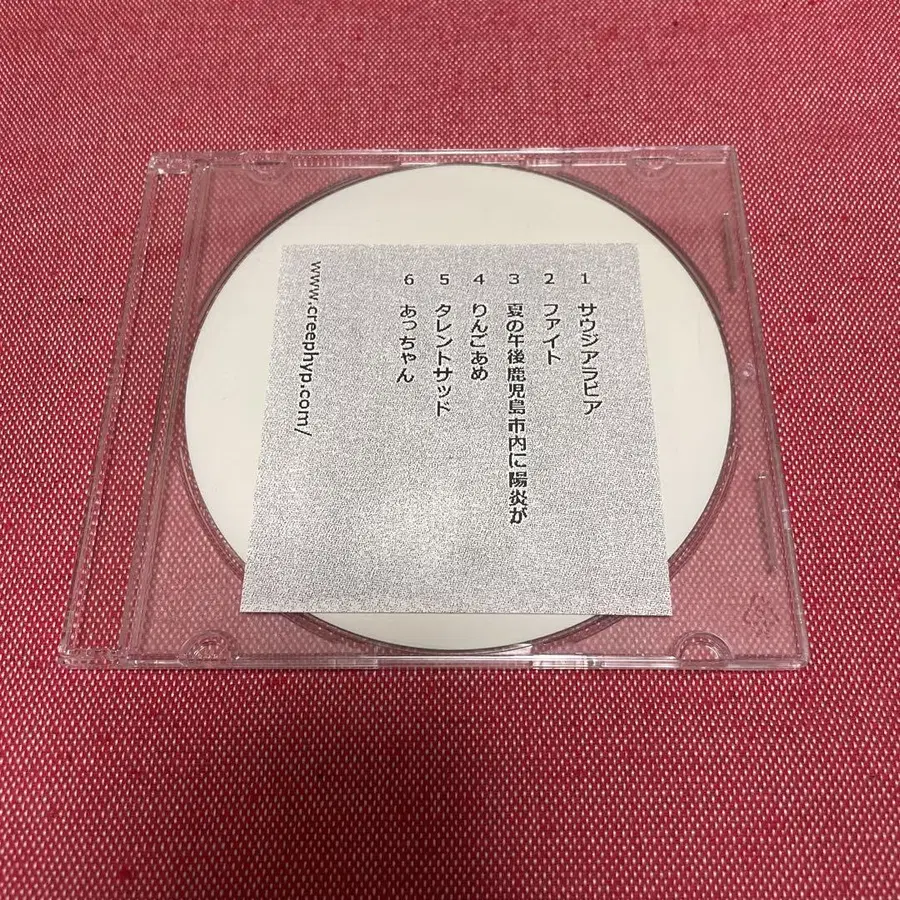 1 サウジアラビア
2 ファイト
3 夏の午後鹿児島市内に陽炎が
4 りんごあめ
5 タレントサッド
6 あっちゃん
www.creephyp.com/